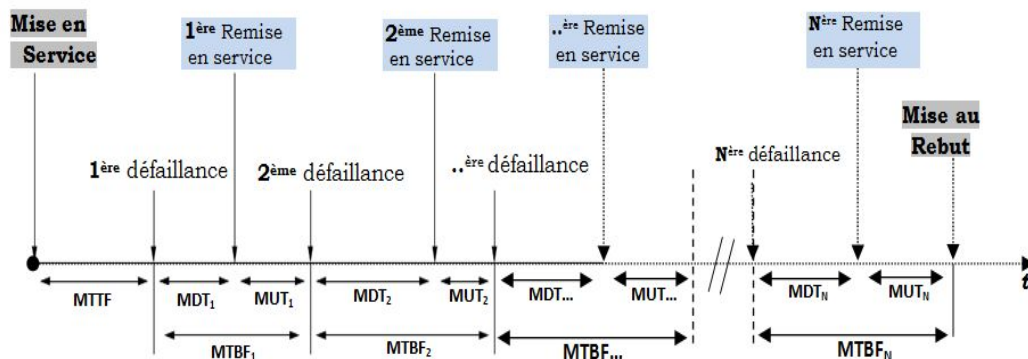 Mise en
Service
1ère Remise
en service
2ème Remise
en service
..ère Remise
en service
Nère Remise
en service
Mise au
Rebut
1ère défaillance
2ème défaillance
..ère défaillance
Nère défaillance
MTTF
MDT1
MUT1
MDT2
MUT2
MDT...
MUT...
MDTN
MUTN
t
MTBF1
MTBF2
MTBF...
MTBFN